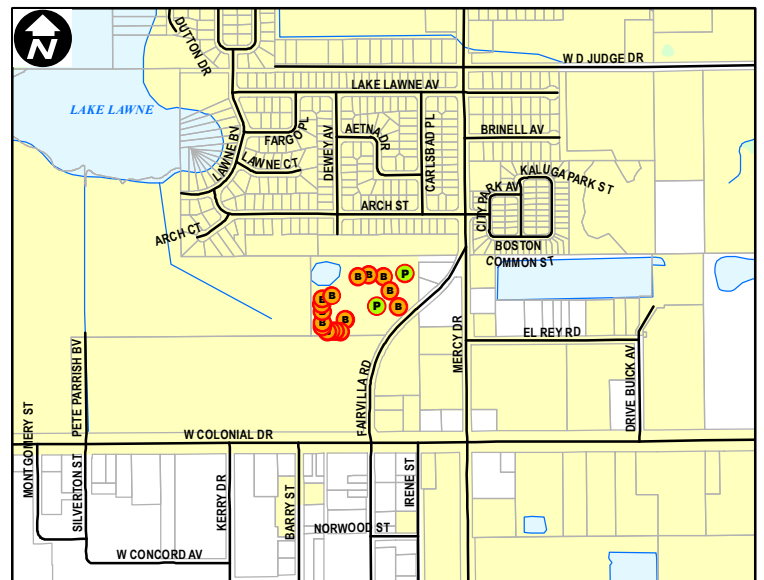 N
DUTTON DR
W D JUDGE DR
LAKE LAWNE AV
LAKE LAWNE
FARGO PL
AETNA DR
BRINELL AV
LAWNE BV
LAWNE CT
DEWEY AV
CARLSBAD PL
KALUGA PARK ST
CITY PARK AV
ARCH ST
ARCH CT
BOSTON
COMMON ST
B
B
B
P
B
B
B
P
B
B
B
EL REY RD
MERCY DR
FAIRVILLA RD
PETE PARRISH BV
DRIVE BUICK AV
W COLONIAL DR
MONTGOMERY ST
SILVERTON ST
KERRY DR
BARRY ST
IRENE ST
NORWOOD ST
W CONCORD AV